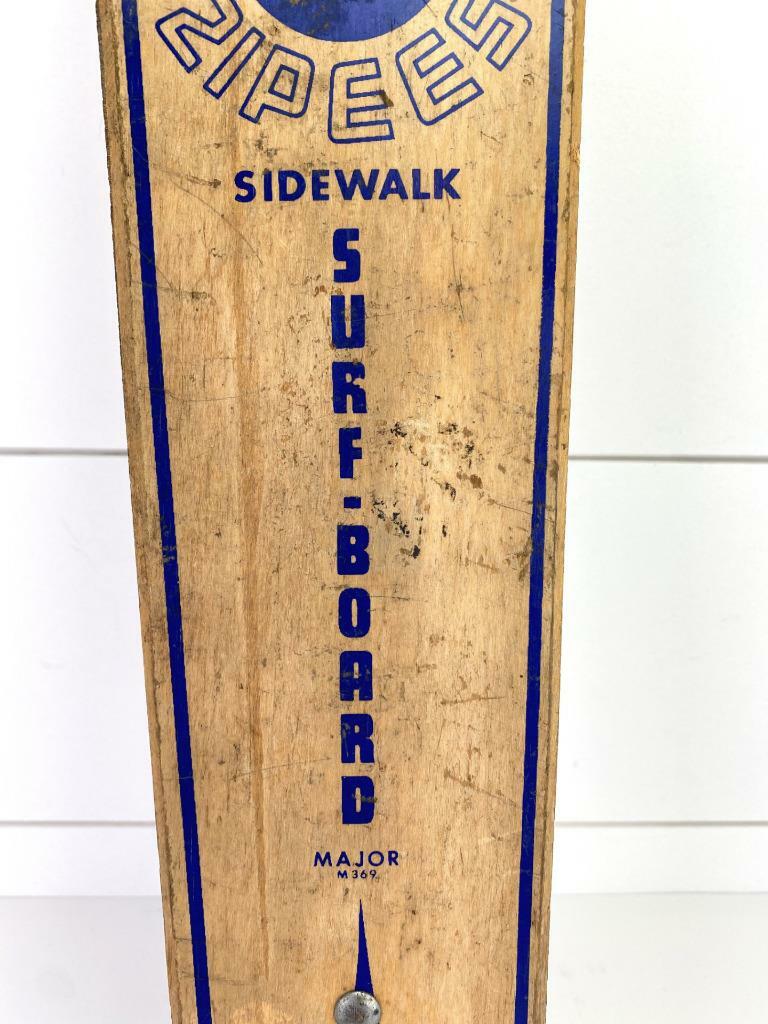 ZIPEES
SIDEWALK
SURF-BOARD
MAJOR
M369